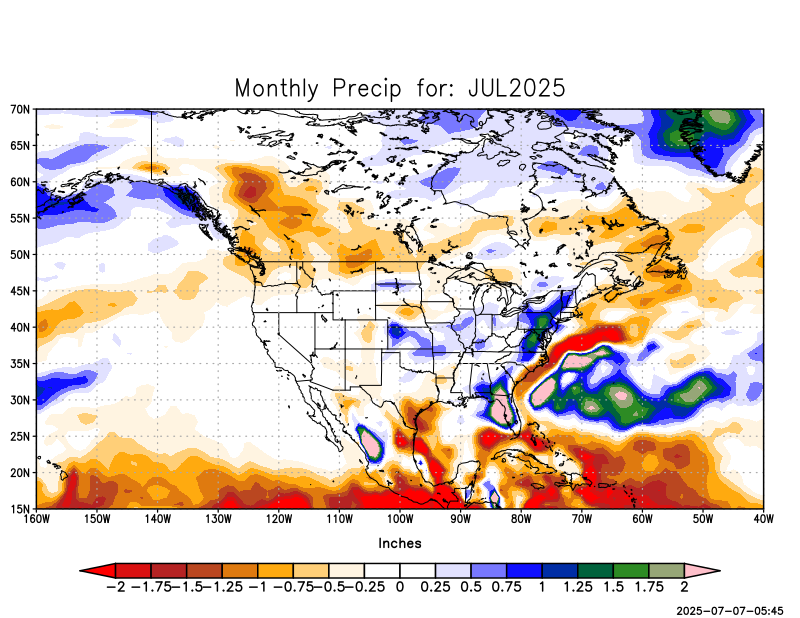 Monthly Precip for: JUL2025
70N
65N
60N
55N
50N
45N
40N
35N
30N
25N
20N
15N
160W 150W 140W 130W 120W 110W 100W 90W 80W 70W 60W 50W 40W
Inches
−2 −1.75−1.5−1.25 −1 −0.75−0.5−0.25 0 0.25 0.5 0.75 1 1.25 1.5 1.75 2
2025-07-07-05:45